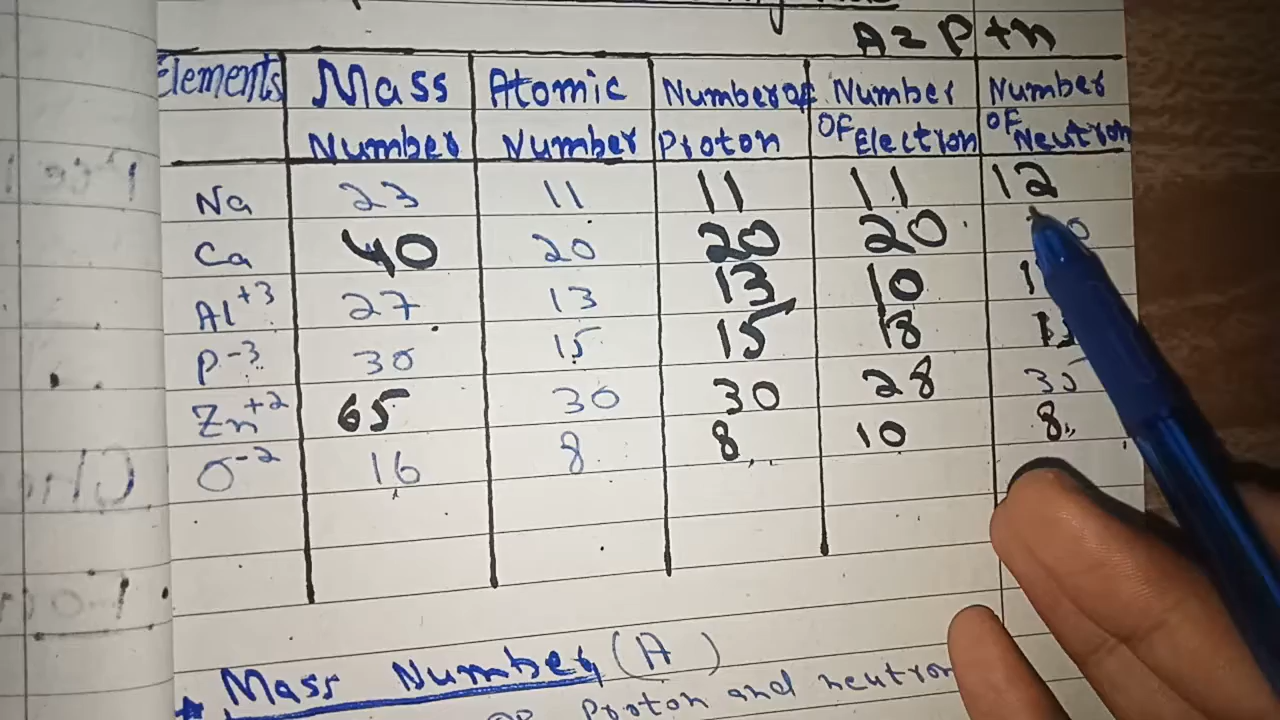 A = P + n
Elements Mass Number Atomic Number Number of Proton Number OF Electron Number OF Neutron
Na 23 11 11 11 12
Ca 40 20 20 20
Al+3 27 13 13 10
P-3 30 15 15 18 15
Zn+2 65 30 30 28 35
O-2 16 8 8 10 8
Mass Number (A)
Proton and neutron